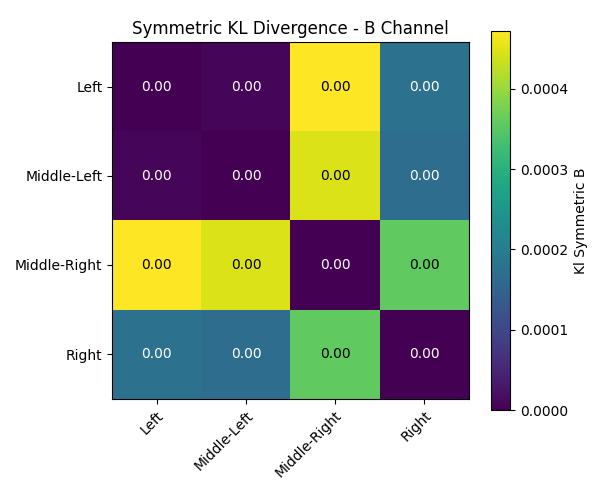 Symmetric KL Divergence - B Channel
Left 0.00 0.00 0.00 0.00
Middle-Left 0.00 0.00 0.00 0.00
Middle-Right 0.00 0.00 0.00 0.00
Right 0.00 0.00 0.00 0.00
Left Middle-Left Middle-Right Right
0.0004
0.0003
0.0002
0.0001
0.0000
Kl Symmetric B